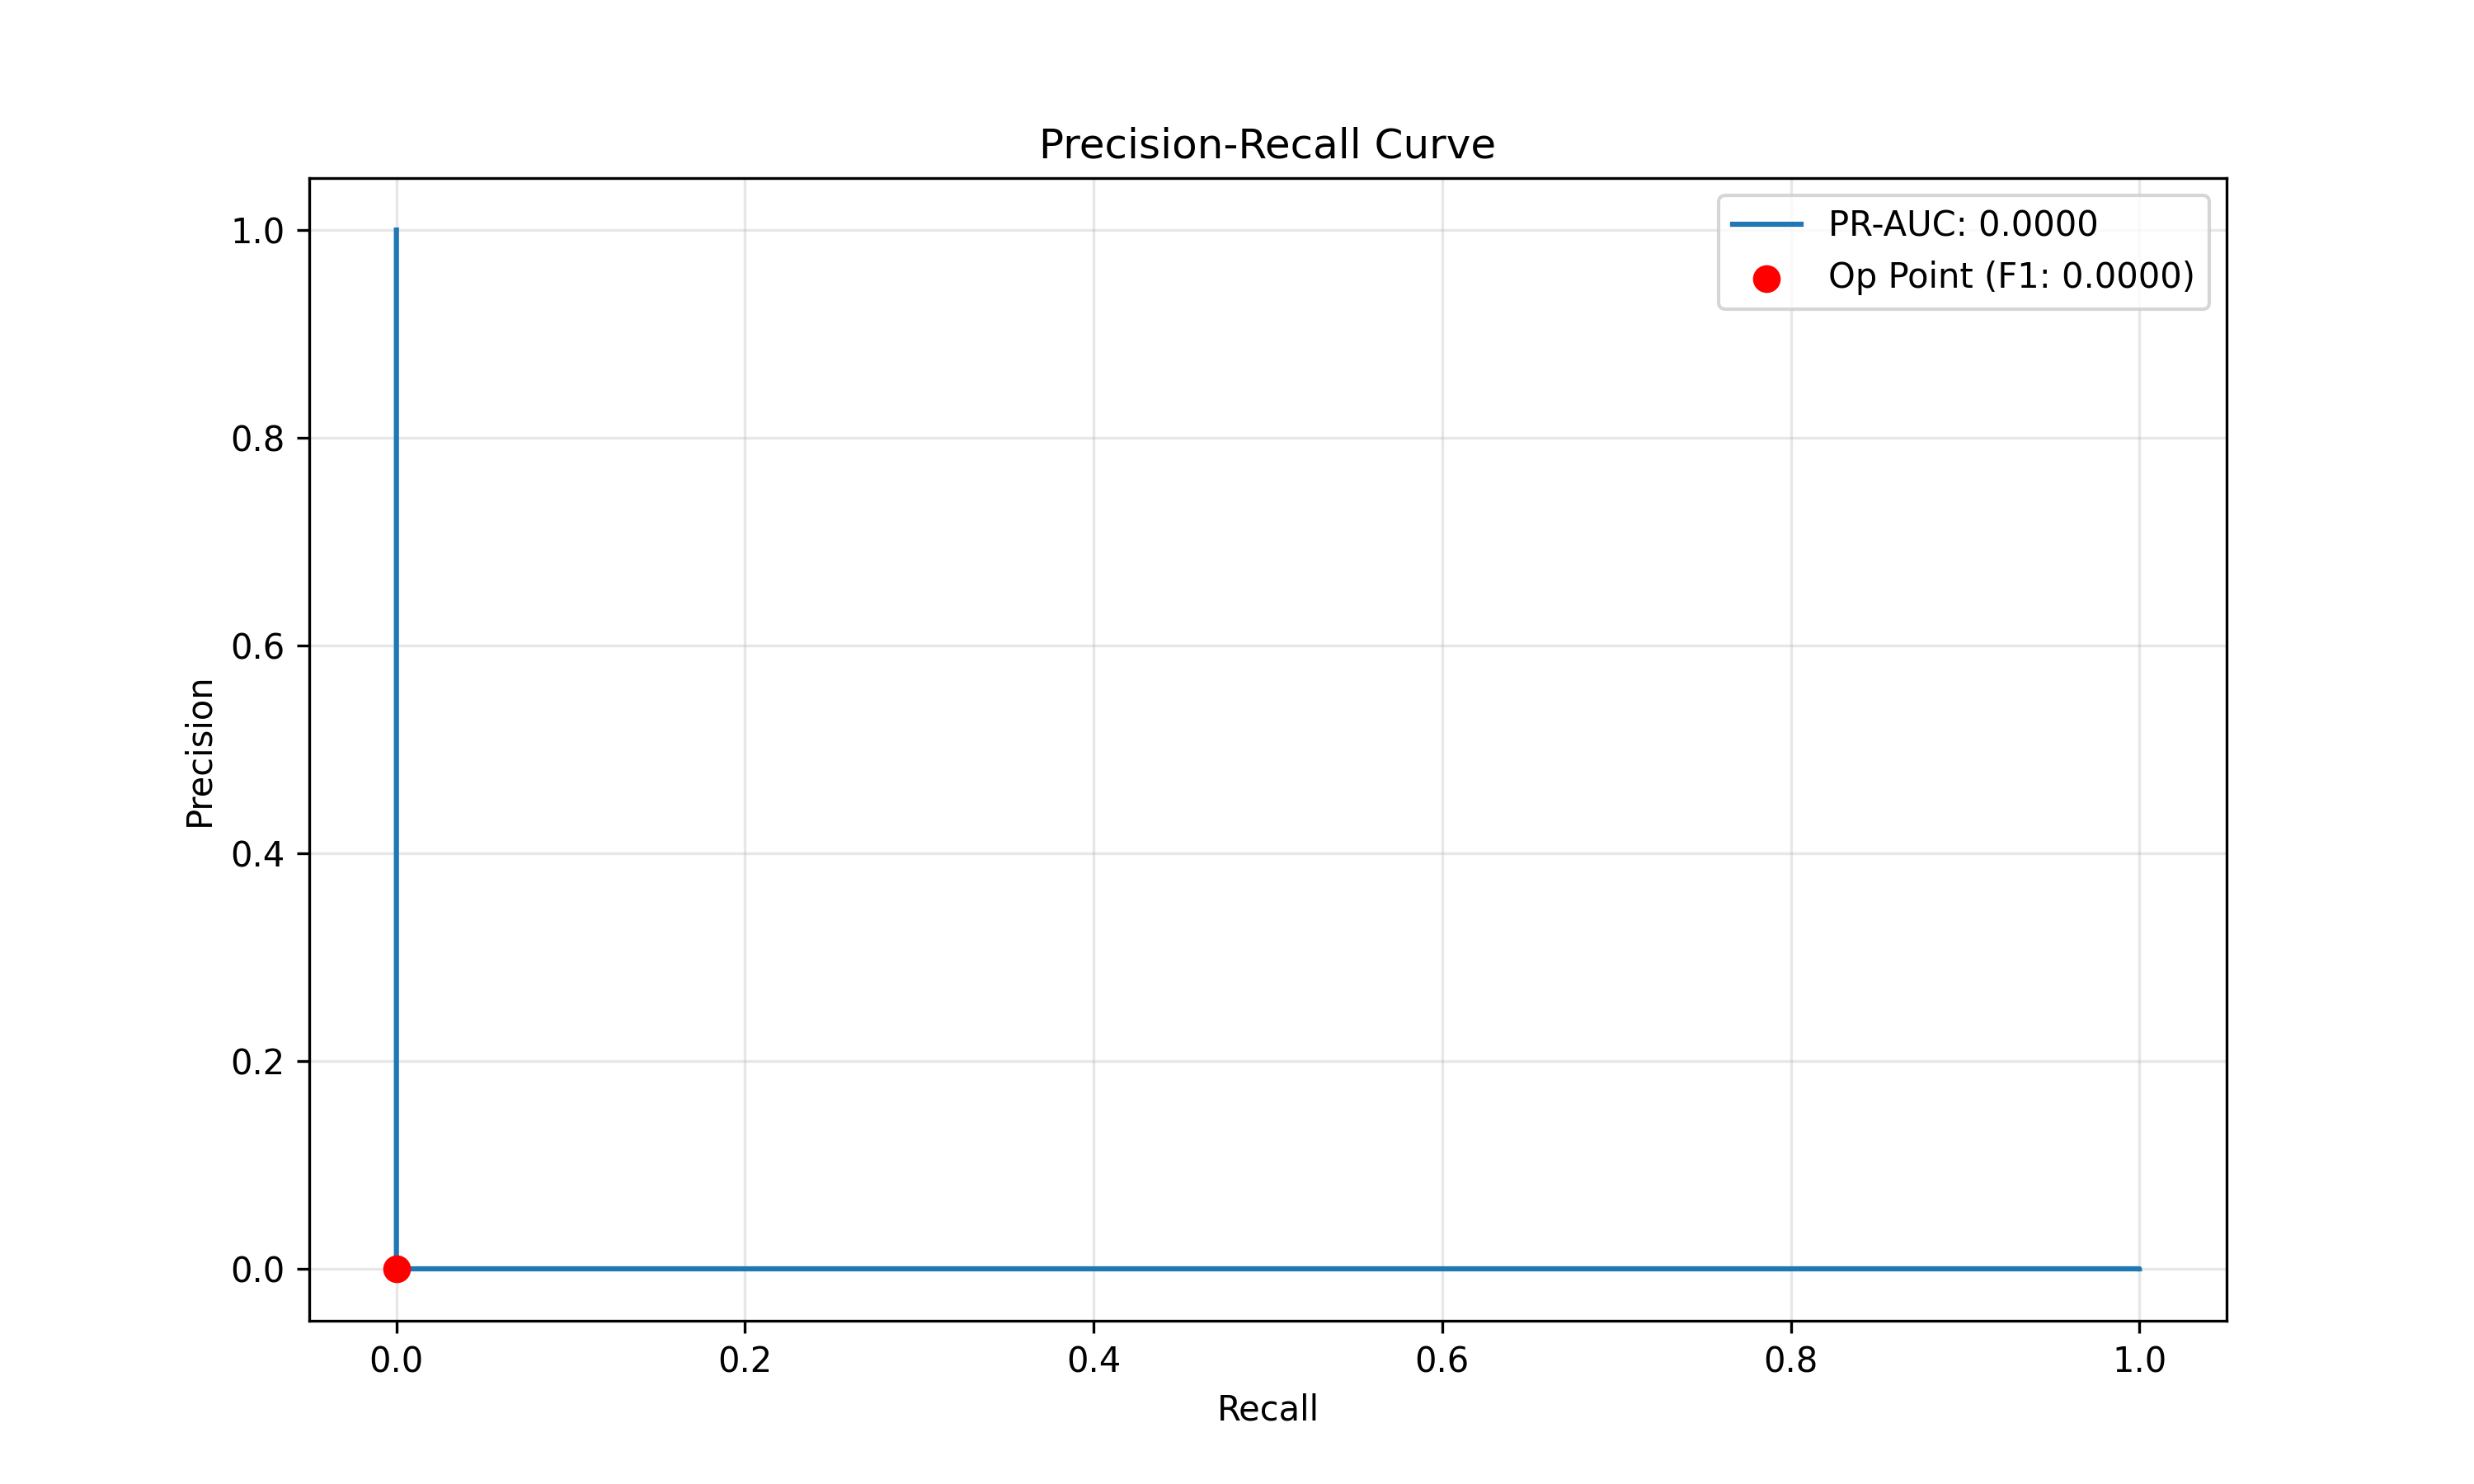 Precision-Recall Curve
PR-AUC: 0.0000
Op Point (F1: 0.0000)
1.0
0.8
0.6
0.4
0.2
0.0
Precision
0.0 0.2 0.4 0.6 0.8 1.0
Recall